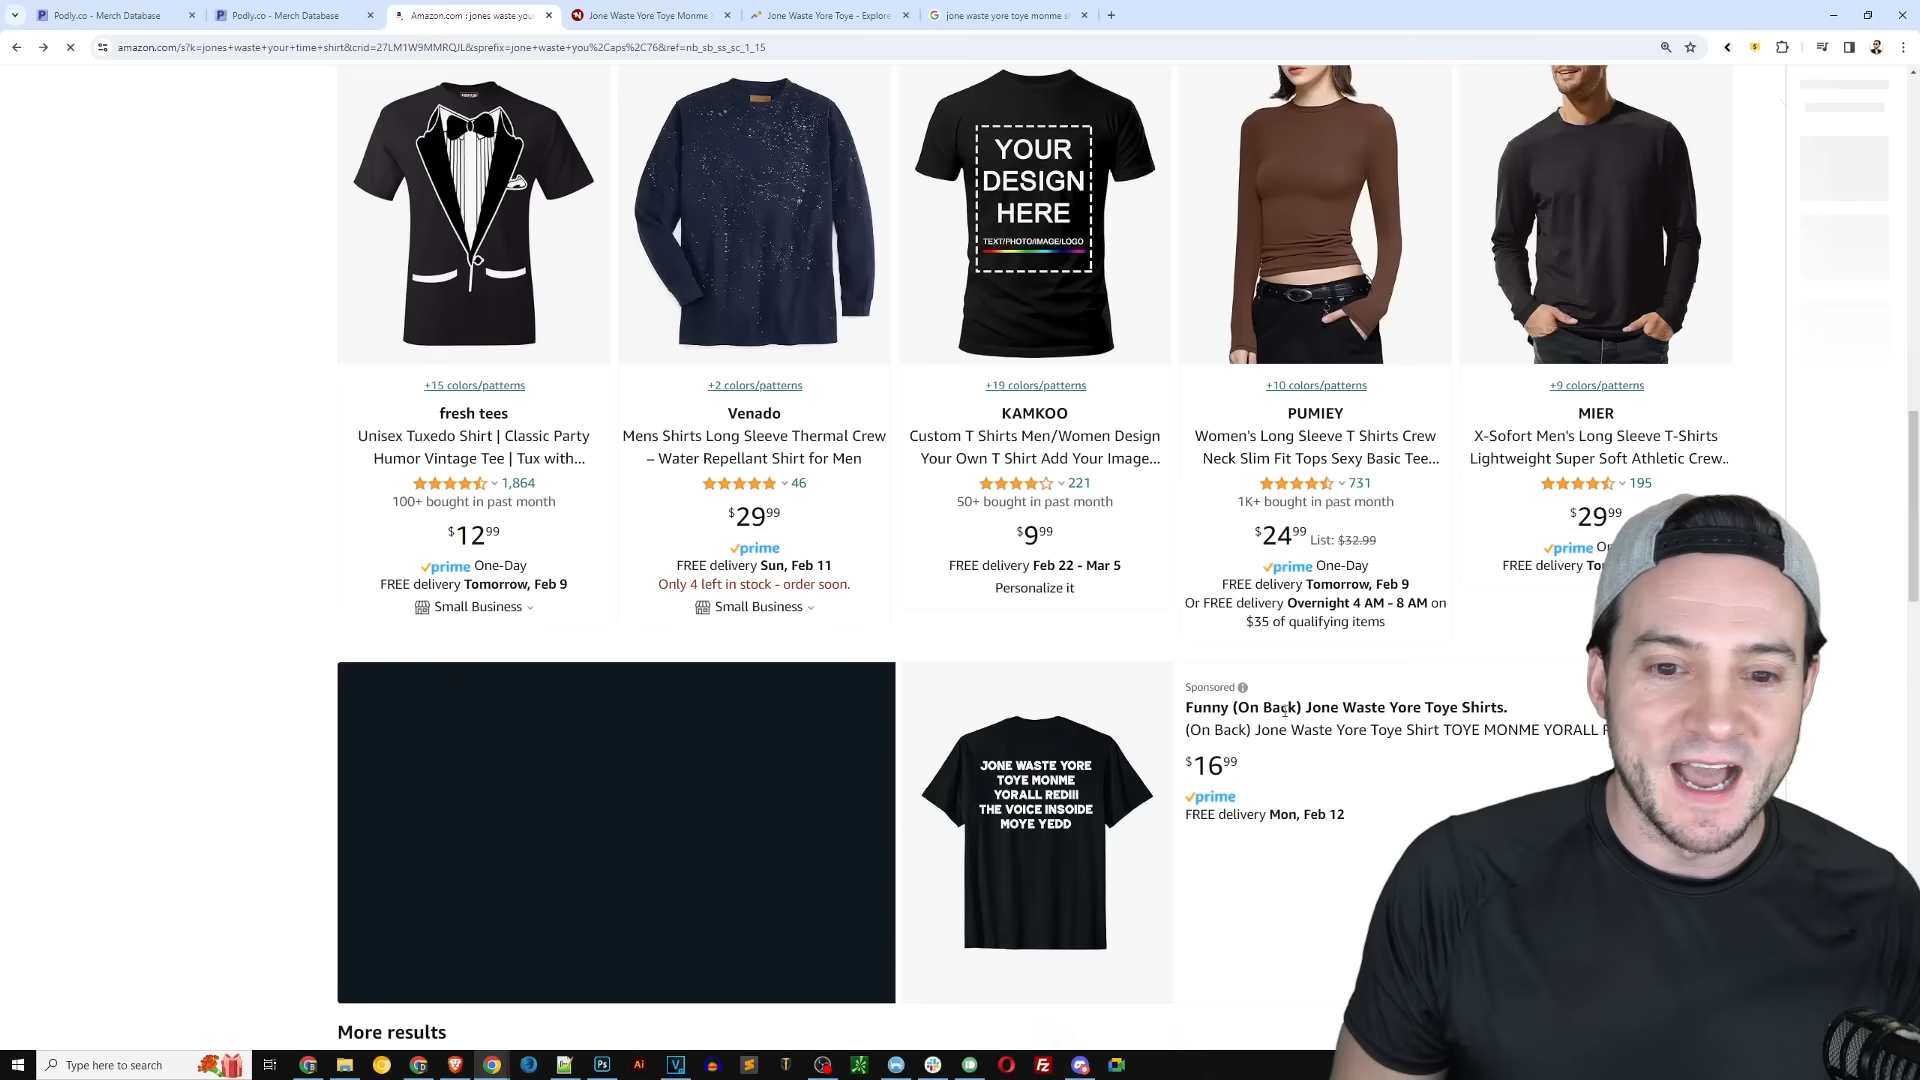 Podly.co - Merch Database
Podly.co - Merch Database
Amazon.com : jones waste you
Jone Waste Yore Toye Monme
Jone Waste Yore Toye - Explore
jone waste yore toye monme s
amazon.com/s?k=jones+waste+your+time+shirt&crid=27LM1W9MMRQJL&sprefix=jone+waste+you%2Caps%2C76&ref=nb_sb_ss_sc_1_15
YOUR
DESIGN
HERE
TEXT/PHOTO/IMAGE/LOGO
+15 colors/patterns
fresh tees
Unisex Tuxedo Shirt | Classic Party
Humor Vintage Tee | Tux with...
1,864
100+ bought in past month
$12.99
prime One-Day
FREE delivery Tomorrow, Feb 9
Small Business
+2 colors/patterns
Venado
Mens Shirts Long Sleeve Thermal Crew
– Water Repellant Shirt for Men
46
$29.99
prime
FREE delivery Sun, Feb 11
Only 4 left in stock - order soon.
Small Business
+19 colors/patterns
KAMKOO
Custom T Shirts Men/Women Design
Your Own T Shirt Add Your Image...
221
50+ bought in past month
$9.99
FREE delivery Feb 22 - Mar 5
Personalize it
+10 colors/patterns
PUMIEY
Women's Long Sleeve T Shirts Crew
Neck Slim Fit Tops Sexy Basic Tee...
731
1K+ bought in past month
$24.99 List: $32.99
prime One-Day
FREE delivery Tomorrow, Feb 9
Or FREE delivery Overnight 4 AM - 8 AM on
$35 of qualifying items
+9 colors/patterns
MIER
X-Sofort Men's Long Sleeve T-Shirts
Lightweight Super Soft Athletic Crew..
195
$29.99
prime
FREE delivery
JONE WASTE YORE
TOYE MONME
YORALL REDIII
THE VOICE INSOIDE
MOYE YEDD
Sponsored
Funny (On Back) Jone Waste Yore Toye Shirts.
(On Back) Jone Waste Yore Toye Shirt TOYE MONME YORALL
$16.99
prime
FREE delivery Mon, Feb 12
More results
Type here to search